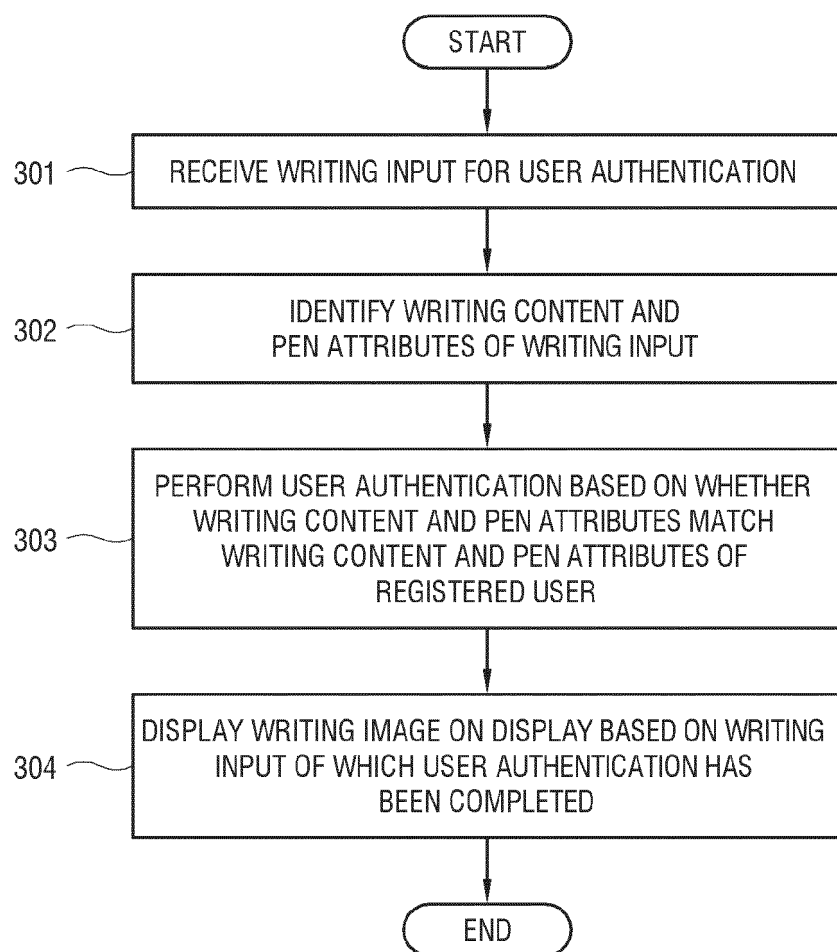 START
301
RECEIVE WRITING INPUT FOR USER AUTHENTICATION
302
IDENTIFY WRITING CONTENT AND
PEN ATTRIBUTES OF WRITING INPUT
303
PERFORM USER AUTHENTICATION BASED ON WHETHER
WRITING CONTENT AND PEN ATTRIBUTES MATCH
WRITING CONTENT AND PEN ATTRIBUTES OF
REGISTERED USER
304
DISPLAY WRITING IMAGE ON DISPLAY BASED ON WRITING
INPUT OF WHICH USER AUTHENTICATION HAS
BEEN COMPLETED
END